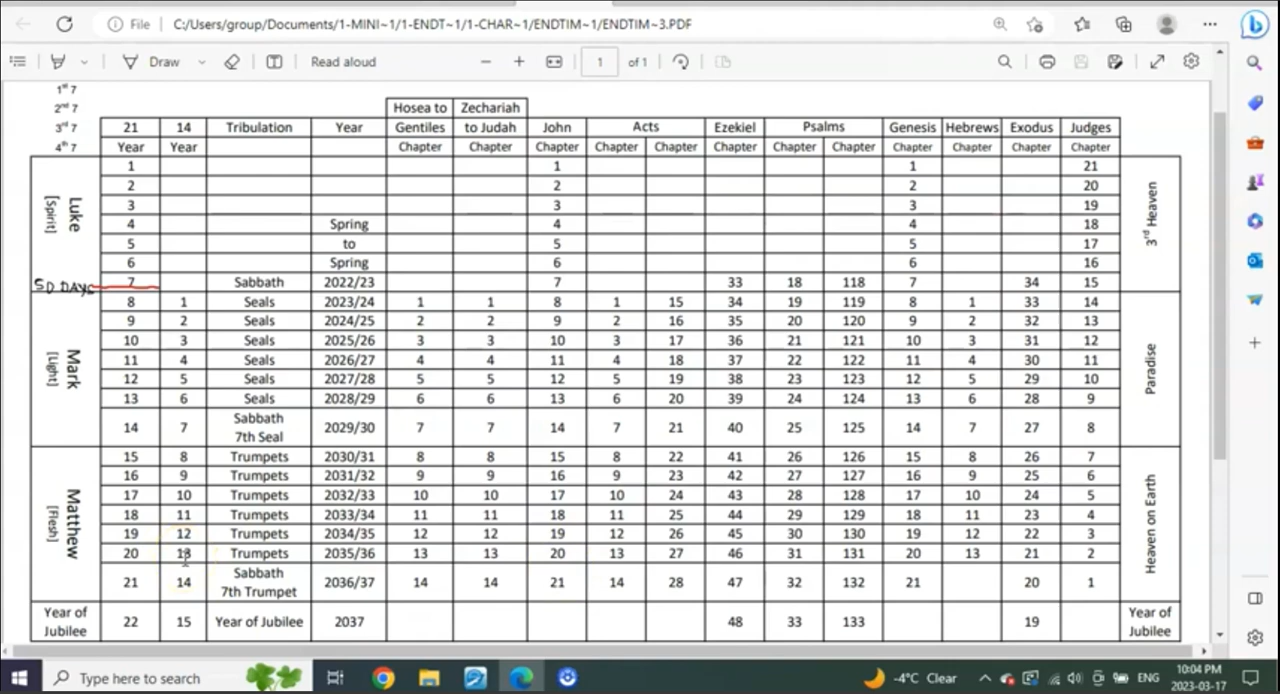 File C:/Users/group/Documents/1-MINI~1/1-ENDT~1/1-CHAR~1/ENDTIM~1/ENDTIM~3.PDF
Draw Read aloud 1 of 1
1st 7
2nd 7 Hosea to Zechariah
3rd 7 21 14 Tribulation Year Gentiles to Judah John Acts Ezekiel Psalms Genesis Hebrews Exodus Judges
4th 7 Year Year Chapter Chapter Chapter Chapter Chapter Chapter Chapter Chapter Chapter Chapter Chapter Chapter
Luke
[Spirit]
3rd Heaven
1 1 1 21
2 2 2 20
3 3 3 19
4 Spring 4 4 18
5 to 5 5 17
6 Spring 6 6 16
50 DAYS 7 Sabbath 2022/23 7 33 18 118 7 34 15
Mark
[Light]
Paradise
8 1 Seals 2023/24 1 1 8 1 15 34 19 119 8 1 33 14
9 2 Seals 2024/25 2 2 9 2 16 35 20 120 9 2 32 13
10 3 Seals 2025/26 3 3 10 3 17 36 21 121 10 3 31 12
11 4 Seals 2026/27 4 4 11 4 18 37 22 122 11 4 30 11
12 5 Seals 2027/28 5 5 12 5 19 38 23 123 12 5 29 10
13 6 Seals 2028/29 6 6 13 6 20 39 24 124 13 6 28 9
Sabbath
14 7 7th Seal 2029/30 7 7 14 7 21 40 25 125 14 7 27 8
Matthew
[Flesh]
Heaven on Earth
15 8 Trumpets 2030/31 8 8 15 8 22 41 26 126 15 8 26 7
16 9 Trumpets 2031/32 9 9 16 9 23 42 27 127 16 9 25 6
17 10 Trumpets 2032/33 10 10 17 10 24 43 28 128 17 10 24 5
18 11 Trumpets 2033/34 11 11 18 11 25 44 29 129 18 11 23 4
19 12 Trumpets 2034/35 12 12 19 12 26 45 30 130 19 12 22 3
20 13 Trumpets 2035/36 13 13 20 13 27 46 31 131 20 13 21 2
Sabbath
21 14 7th Trumpet 2036/37 14 14 21 14 28 47 32 132 21 20 1
Year of Jubilee 22 15 Year of Jubilee 2037 48 33 133 19 Year of Jubilee
Type here to search -4°C Clear ENG 10:04 PM
2023-03-17